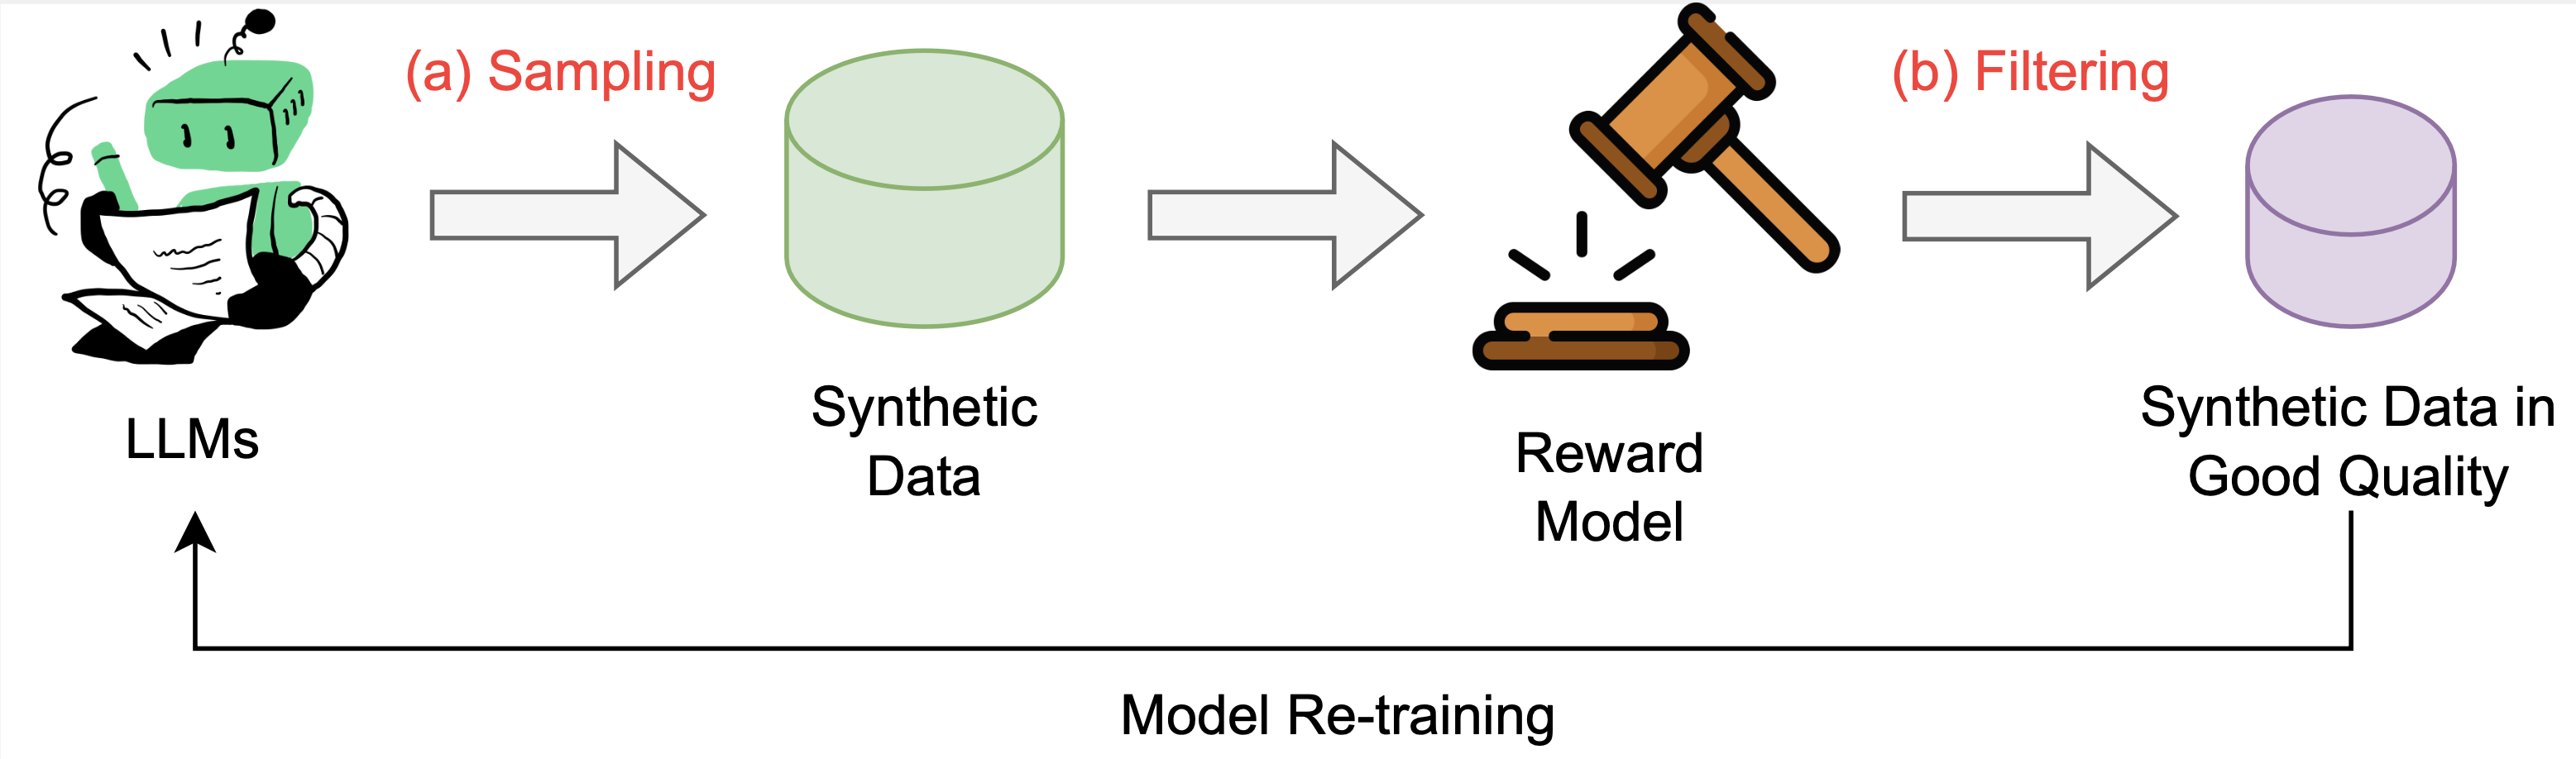 (a) Sampling
(b) Filtering
LLMs
Synthetic
Data
Reward
Model
Synthetic Data in
Good Quality
Model Re-training